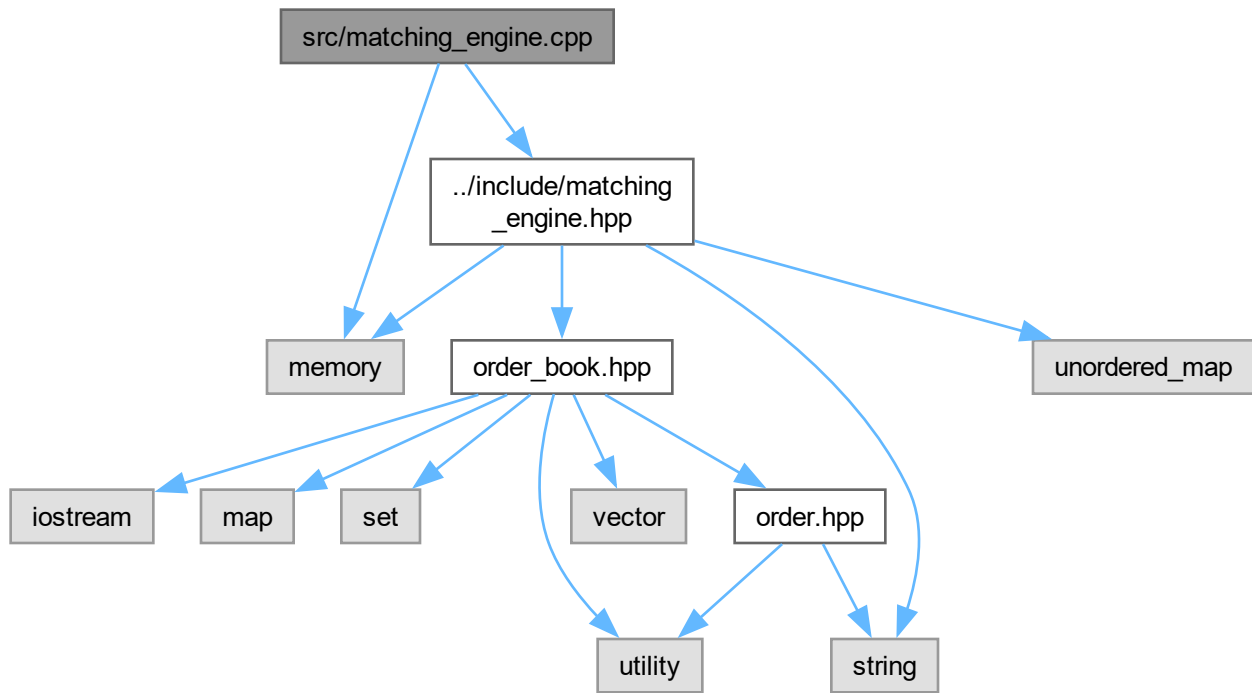 src/matching_engine.cpp
../include/matching
_engine.hpp
memory
order_book.hpp
unordered_map
iostream
map
set
vector
order.hpp
utility
string